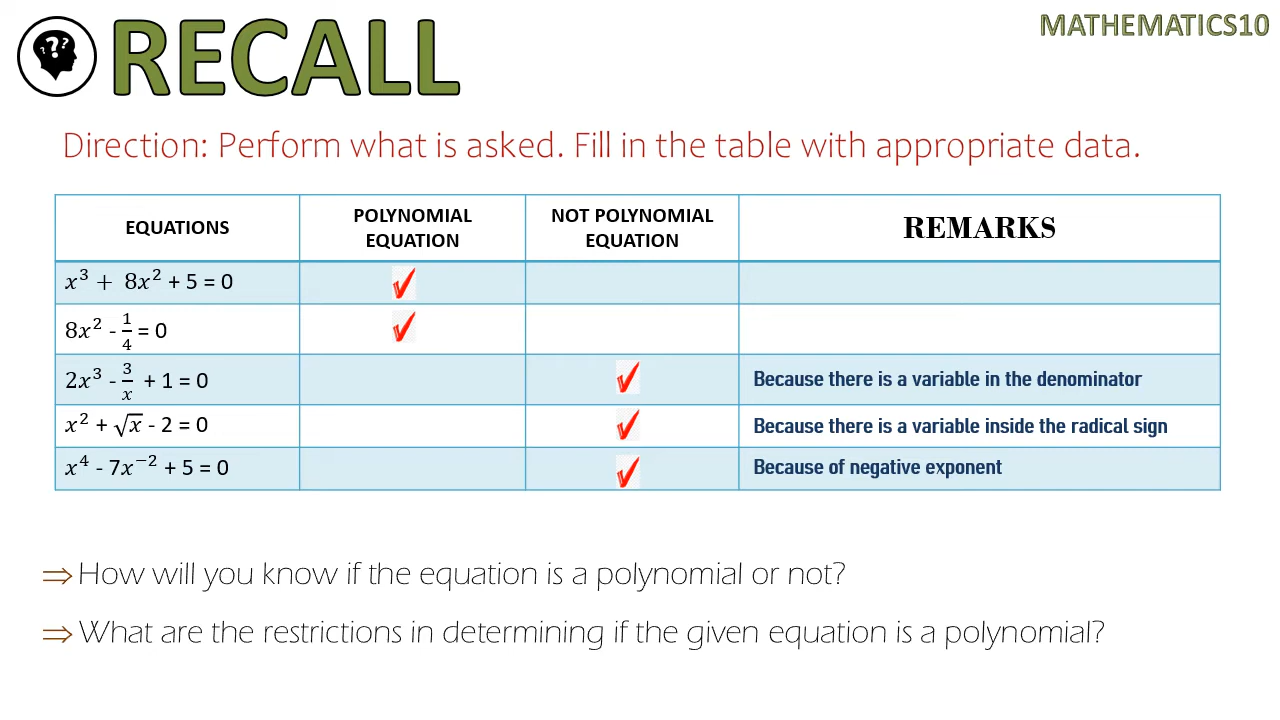 ??
RECALL
MATHEMATICS10
Direction: Perform what is asked. Fill in the table with appropriate data.
EQUATIONS
POLYNOMIAL
EQUATION
NOT POLYNOMIAL
EQUATION
REMARKS
x³ + 8x² + 5 = 0
8x² - 1/4 = 0
2x³ - 3/x + 1 = 0
Because there is a variable in the denominator
x² + √x - 2 = 0
Because there is a variable inside the radical sign
x⁴ - 7x⁻² + 5 = 0
Because of negative exponent
⇒ How will you know if the equation is a polynomial or not?
⇒ What are the restrictions in determining if the given equation is a polynomial?